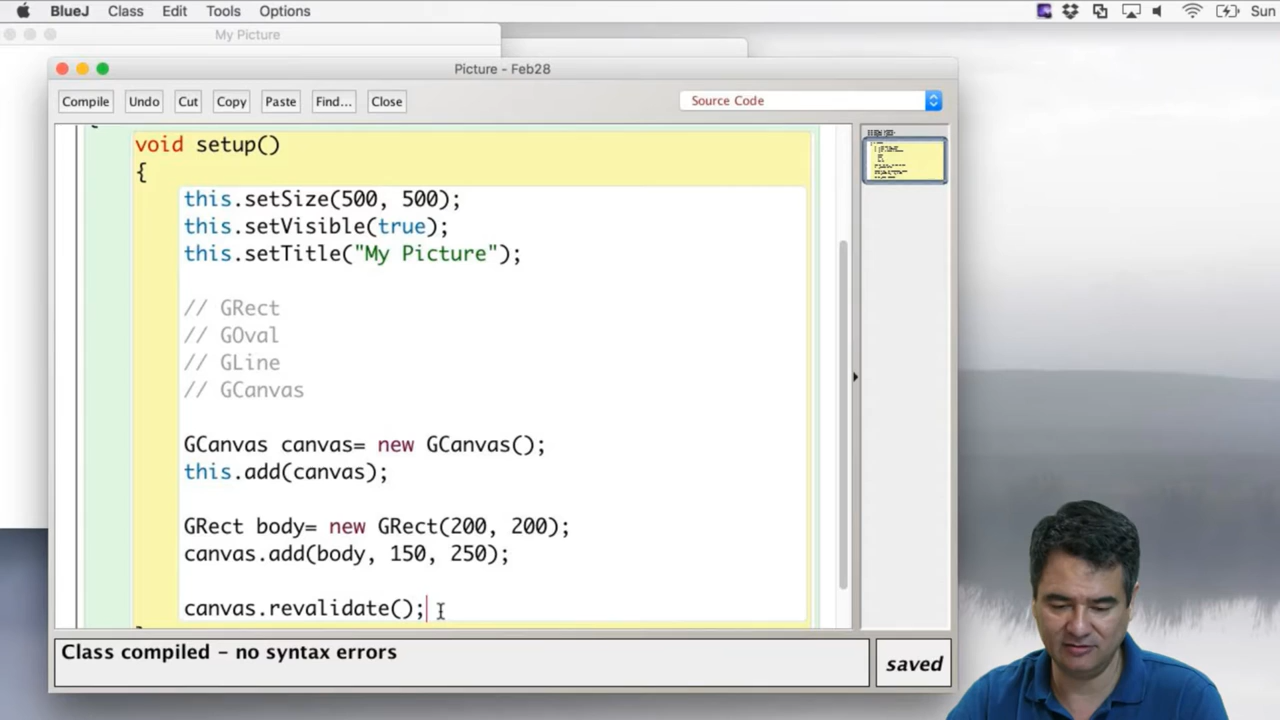 BlueJ Class Edit Tools Options Sun
My Picture
Picture - Feb28
Compile Undo Cut Copy Paste Find... Close Source Code
{
void setup()
{
this.setSize(500, 500);
this.setVisible(true);
this.setTitle("My Picture");
// GRect
// GOval
// GLine
// GCanvas
GCanvas canvas= new GCanvas();
this.add(canvas);
GRect body= new GRect(200, 200);
canvas.add(body, 150, 250);
canvas.revalidate();
Class compiled - no syntax errors
saved